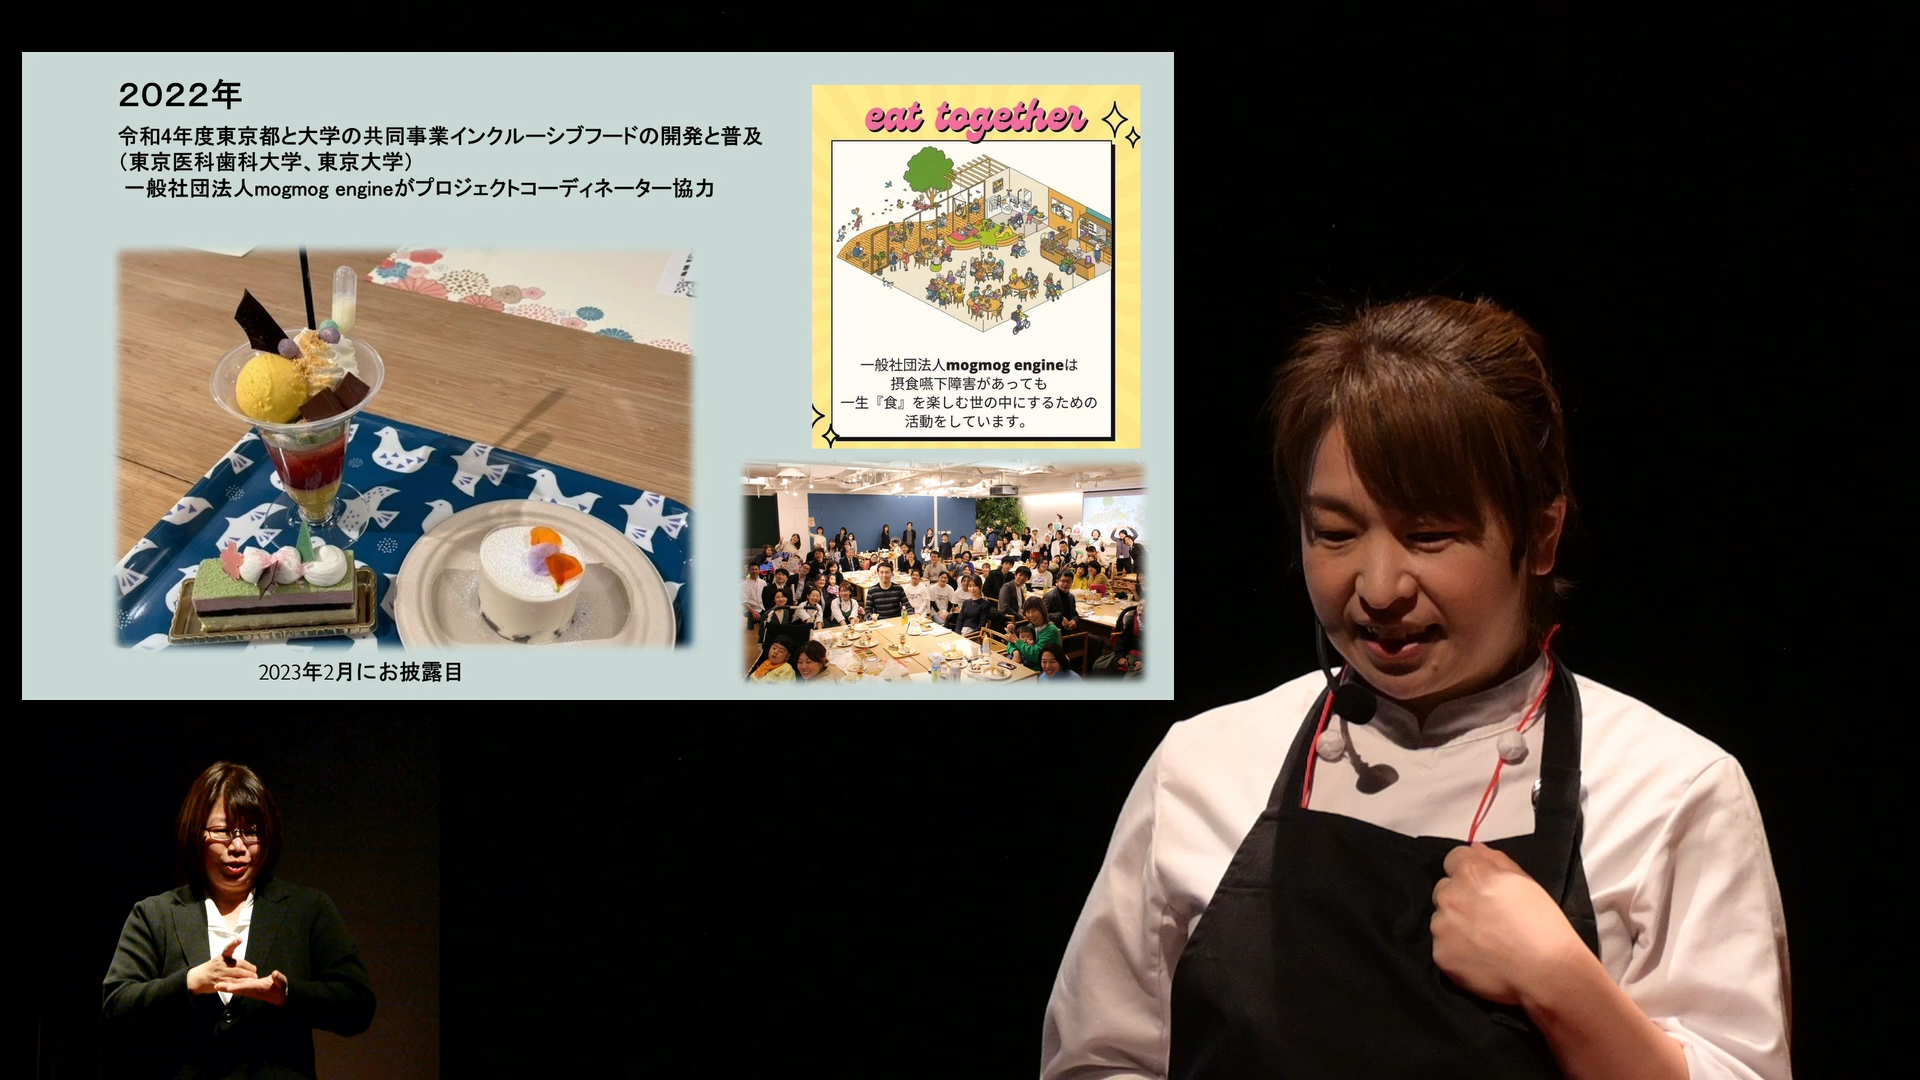 2022年
令和4年度東京都と大学の共同事業インクルーシブフードの開発と普及
（東京医科歯科大学、東京大学）
一般社団法人mogmog engineがプロジェクトコーディネーター協力
eat together
一般社団法人mogmog engineは
摂食嚥下障害があっても
一生『食』を楽しむ世の中にするための
活動をしています。
2023年2月にお披露目